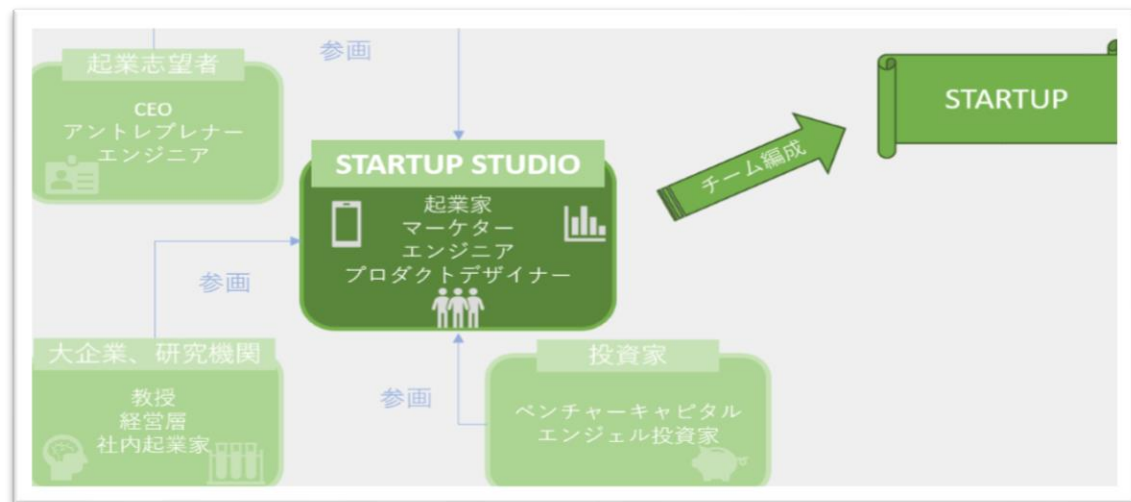 参画
起業志望者
CEO
アントレプレナー
エンジニア
STARTUP
チーム編成
STARTUP STUDIO
起業家
マーケター
エンジニア
プロダクトデザイナー
参画
大企業、研究機関
教授
経営層
社内起業家
参画
投資家
ベンチャーキャピタル
エンジェル投資家